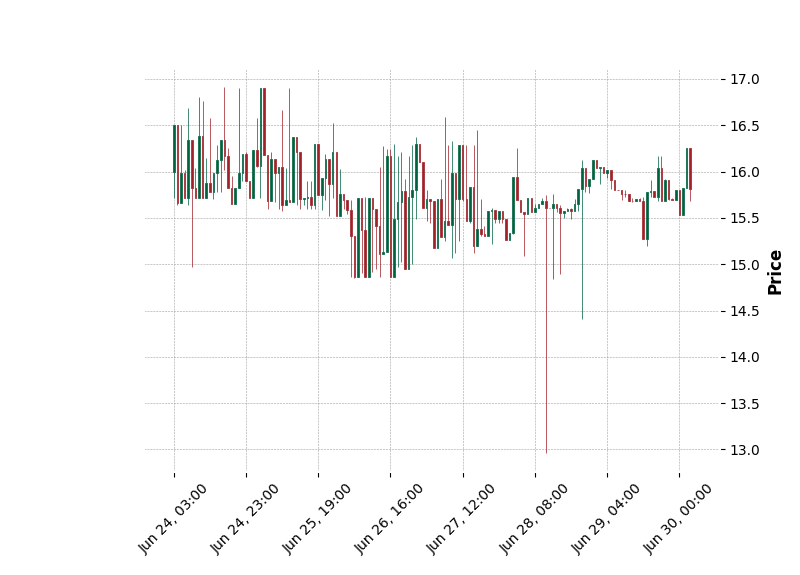 17.0
16.5
16.0
15.5
15.0
14.5
14.0
13.5
13.0
Price
Jun 24, 03:00
Jun 24, 23:00
Jun 25, 19:00
Jun 26, 16:00
Jun 27, 12:00
Jun 28, 08:00
Jun 29, 04:00
Jun 30, 00:00